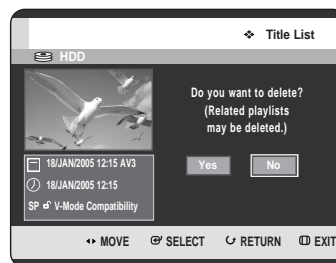 ❖ Title List
HDD
Do you want to delete?
(Related playlists
may be deleted.)
Yes No
18/JAN/2005 12:15 AV3
18/JAN/2005 12:15
SP V-Mode Compatibility
MOVE SELECT RETURN EXIT